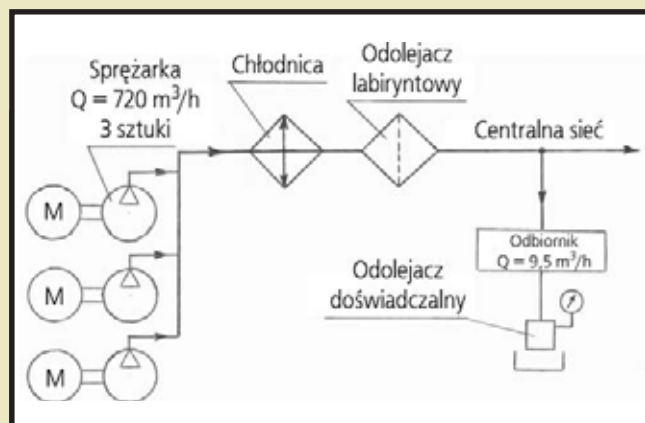 Sprężarka
Q = 720 m³/h
3 sztuki
Chłodnica
Odolejacz
labiryntowy
Centralna sieć
M
M
M
Odbiornik
Q = 9,5 m³/h
Odolejacz
doświadczalny